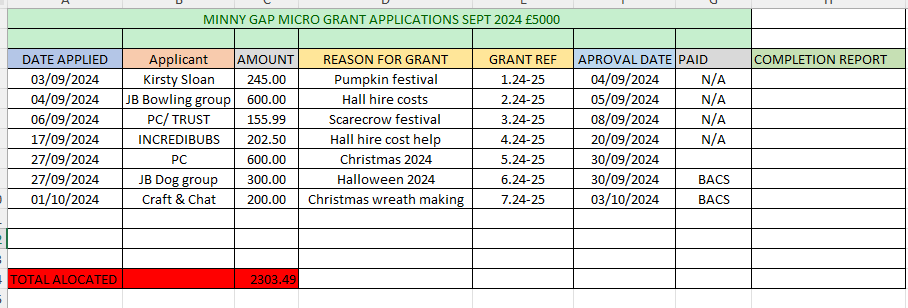 A B C D E F G H
MINNY GAP MICRO GRANT APPLICATIONS SEPT 2024 £5000
DATE APPLIED Applicant AMOUNT REASON FOR GRANT GRANT REF APROVAL DATE PAID COMPLETION REPORT
03/09/2024 Kirsty Sloan 245.00 Pumpkin festival 1.24-25 04/09/2024 N/A
04/09/2024 JB Bowling group 600.00 Hall hire costs 2.24-25 05/09/2024 N/A
06/09/2024 PC/ TRUST 155.99 Scarecrow festival 3.24-25 08/09/2024 N/A
17/09/2024 INCREDIBUBS 202.50 Hall hire cost help 4.24-25 20/09/2024 N/A
27/09/2024 PC 600.00 Christmas 2024 5.24-25 30/09/2024
27/09/2024 JB Dog group 300.00 Halloween 2024 6.24-25 30/09/2024 BACS
01/10/2024 Craft & Chat 200.00 Christmas wreath making 7.24-25 03/10/2024 BACS
TOTAL ALOCATED 2303.49